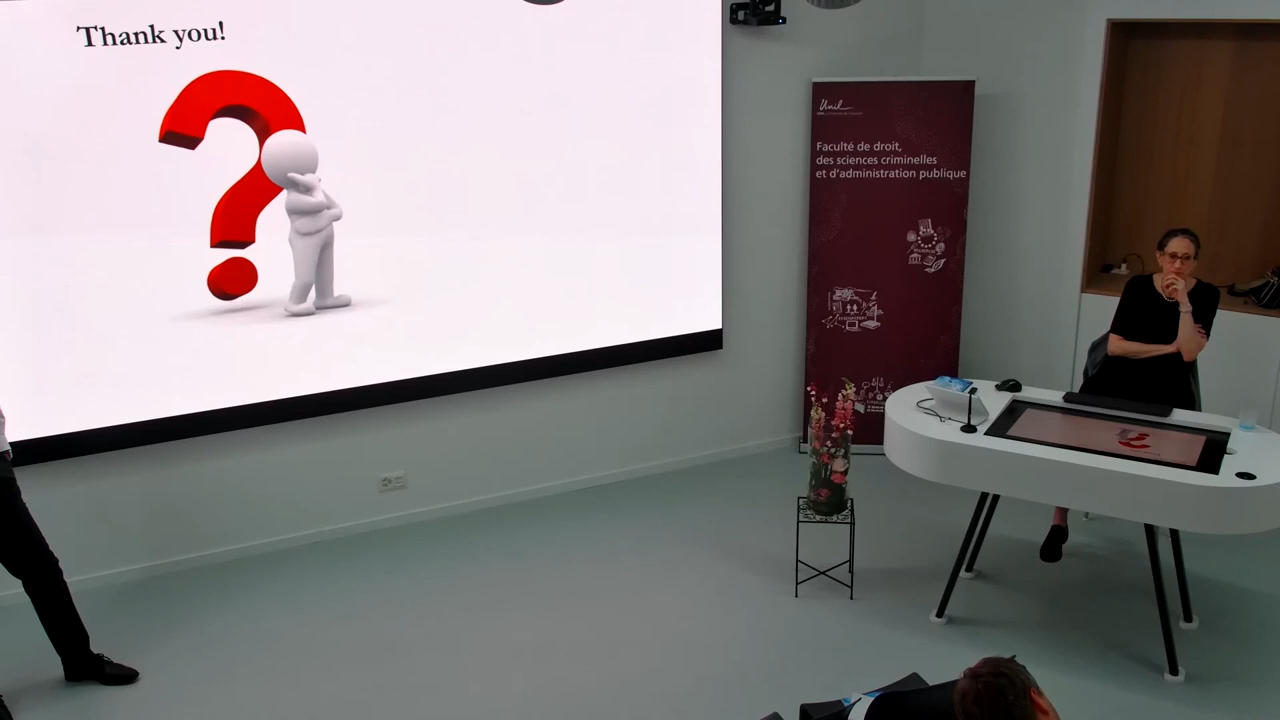 Thank you!
Unil
Faculté de droit,
des sciences criminelles
et d'administration publique